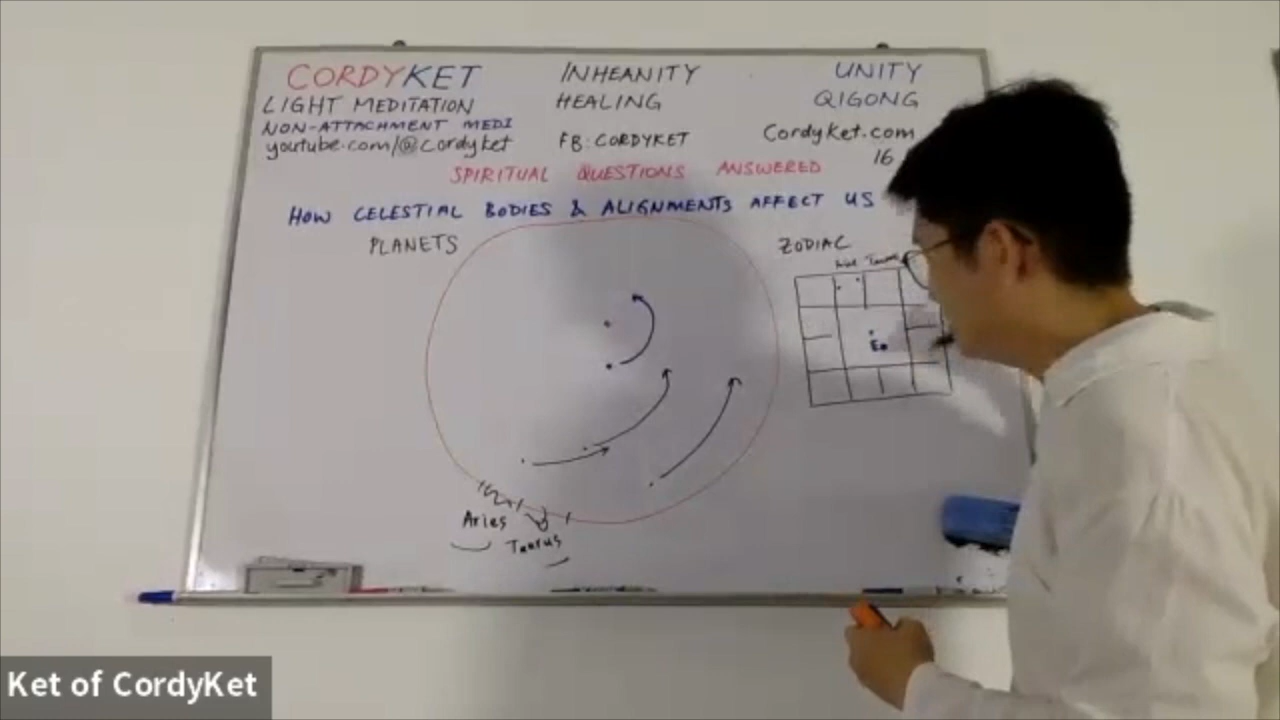 CORDYKET INHEANITY UNITY
LIGHT MEDITATION HEALING QIGONG
NON-ATTACHMENT MEDI
youtube.com/@Cordyket FB: CORDYKET CordyKet.com
16
SPIRITUAL QUESTIONS ANSWERED
HOW CELESTIAL BODIES & ALIGNMENTS AFFECT US
PLANETS ZODIAC
Aries
Taurus
Ket of CordyKet